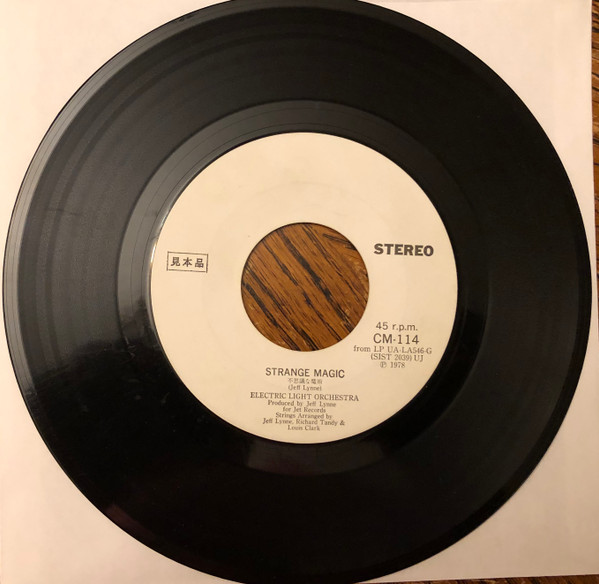 見本品
STEREO
45 r.p.m.
CM-114
from LP UA-LA546-G
(SIST 2039) UJ
Ⓟ 1978
STRANGE MAGIC
不思議な魔術
(Jeff Lynne)
ELECTRIC LIGHT ORCHESTRA
Produced by Jeff Lynne
for Jet Records
Strings Arranged by
Jeff Lynne, Richard Tandy &
Louis Clark